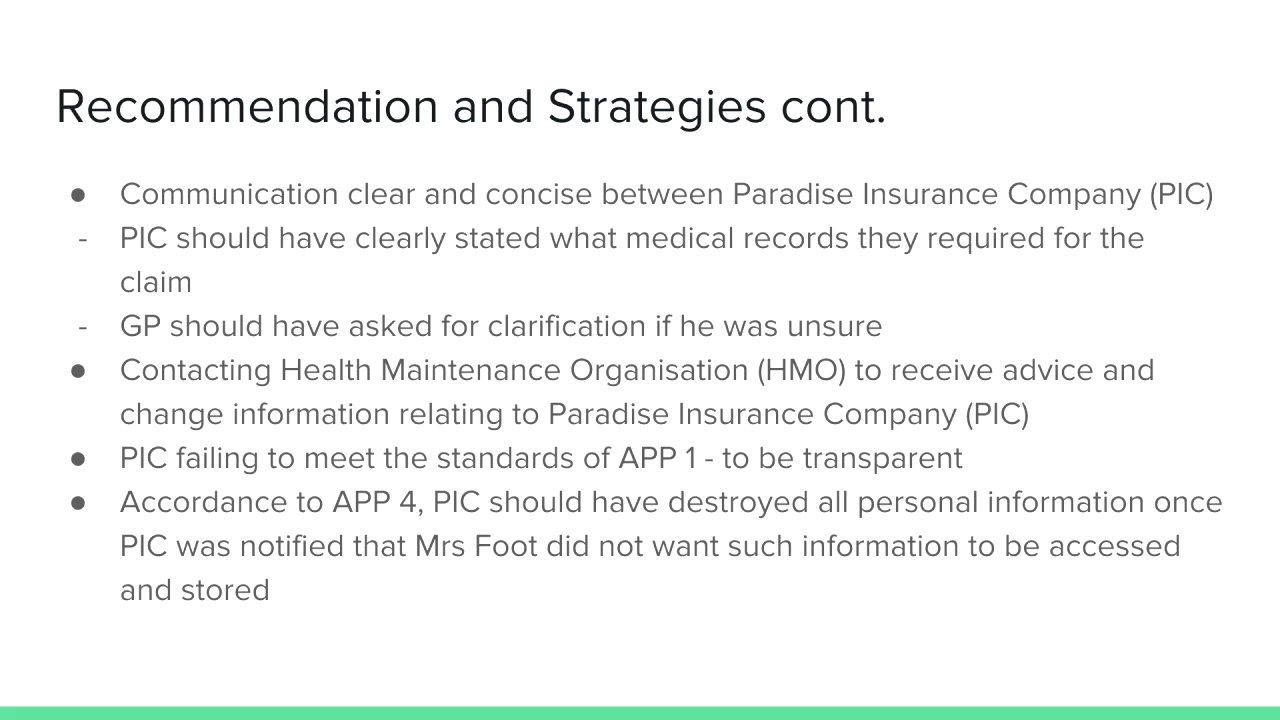 Recommendation and Strategies cont.
● Communication clear and concise between Paradise Insurance Company (PIC)
- PIC should have clearly stated what medical records they required for the
claim
- GP should have asked for clarification if he was unsure
● Contacting Health Maintenance Organisation (HMO) to receive advice and
change information relating to Paradise Insurance Company (PIC)
● PIC failing to meet the standards of APP 1 - to be transparent
● Accordance to APP 4, PIC should have destroyed all personal information once
PIC was notified that Mrs Foot did not want such information to be accessed
and stored